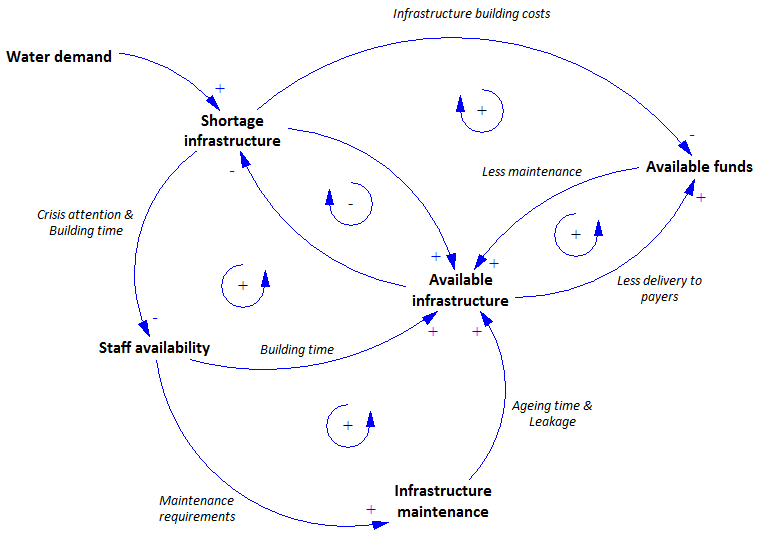 Infrastructure building costs
Water demand
+
Shortage
infrastructure
+
-
Less maintenance
Available funds
-
-
+
Crisis attention &
Building time
+
+
+
+
Available
infrastructure
Less delivery to
payers
-
Staff availability
Building time
+
+
Ageing time &
Leakage
+
Maintenance
requirements
+
Infrastructure
maintenance